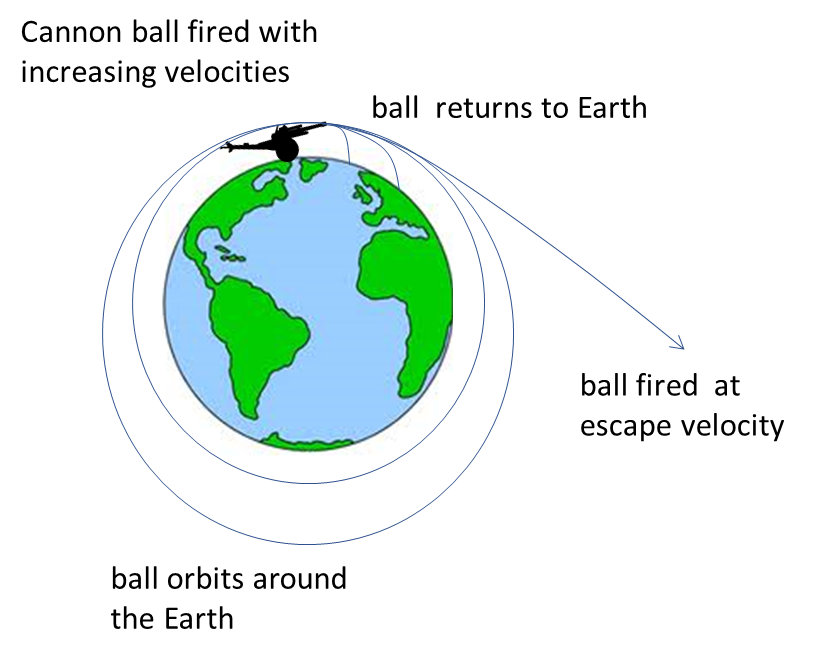 Cannon ball fired with
increasing velocities
ball returns to Earth
ball fired at
escape velocity
ball orbits around
the Earth